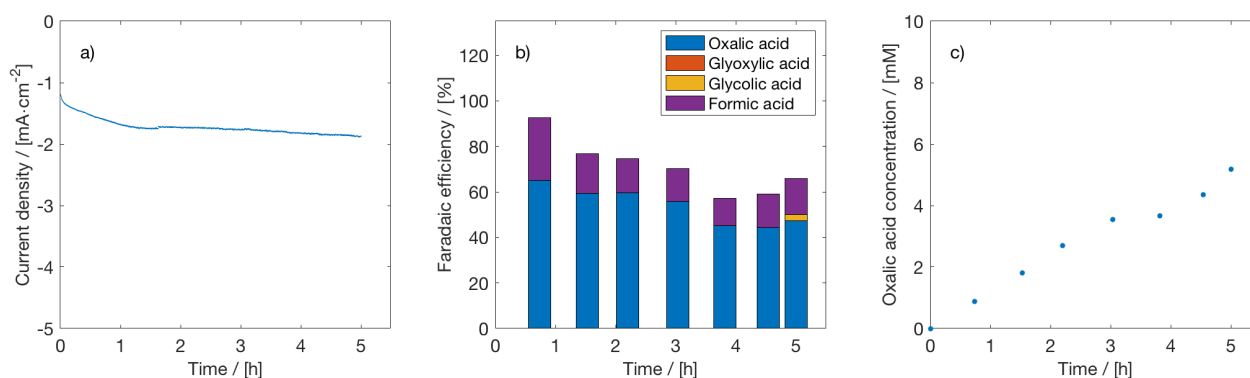 a)
Current density / [mA·cm-2]
0
-1
-2
-3
-4
-5
0 1 2 3 4 5
Time / [h]
b)
Faradaic efficiency / [%]
120
100
80
60
40
20
0
0 1 2 3 4 5
Time / [h]
Oxalic acid
Glyoxylic acid
Glycolic acid
Formic acid
c)
Oxalic acid concentration / [mM]
10
8
6
4
2
0
0 1 2 3 4 5
Time / [h]